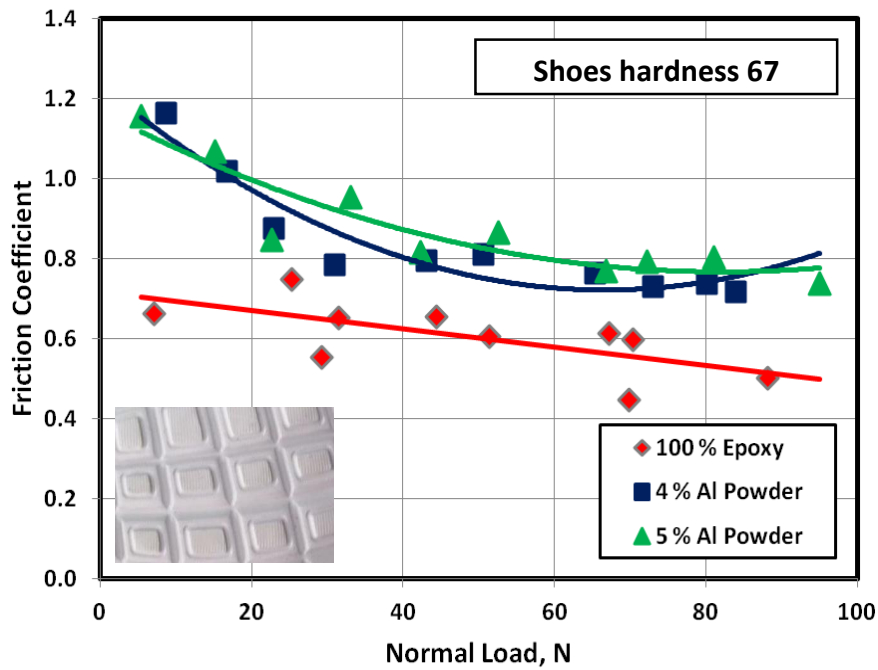 Shoes hardness 67
Friction Coefficient
1.4
1.2
1.0
0.8
0.6
0.4
0.2
0.0
100 % Epoxy
4 % Al Powder
5 % Al Powder
0 20 40 60 80 100
Normal Load, N